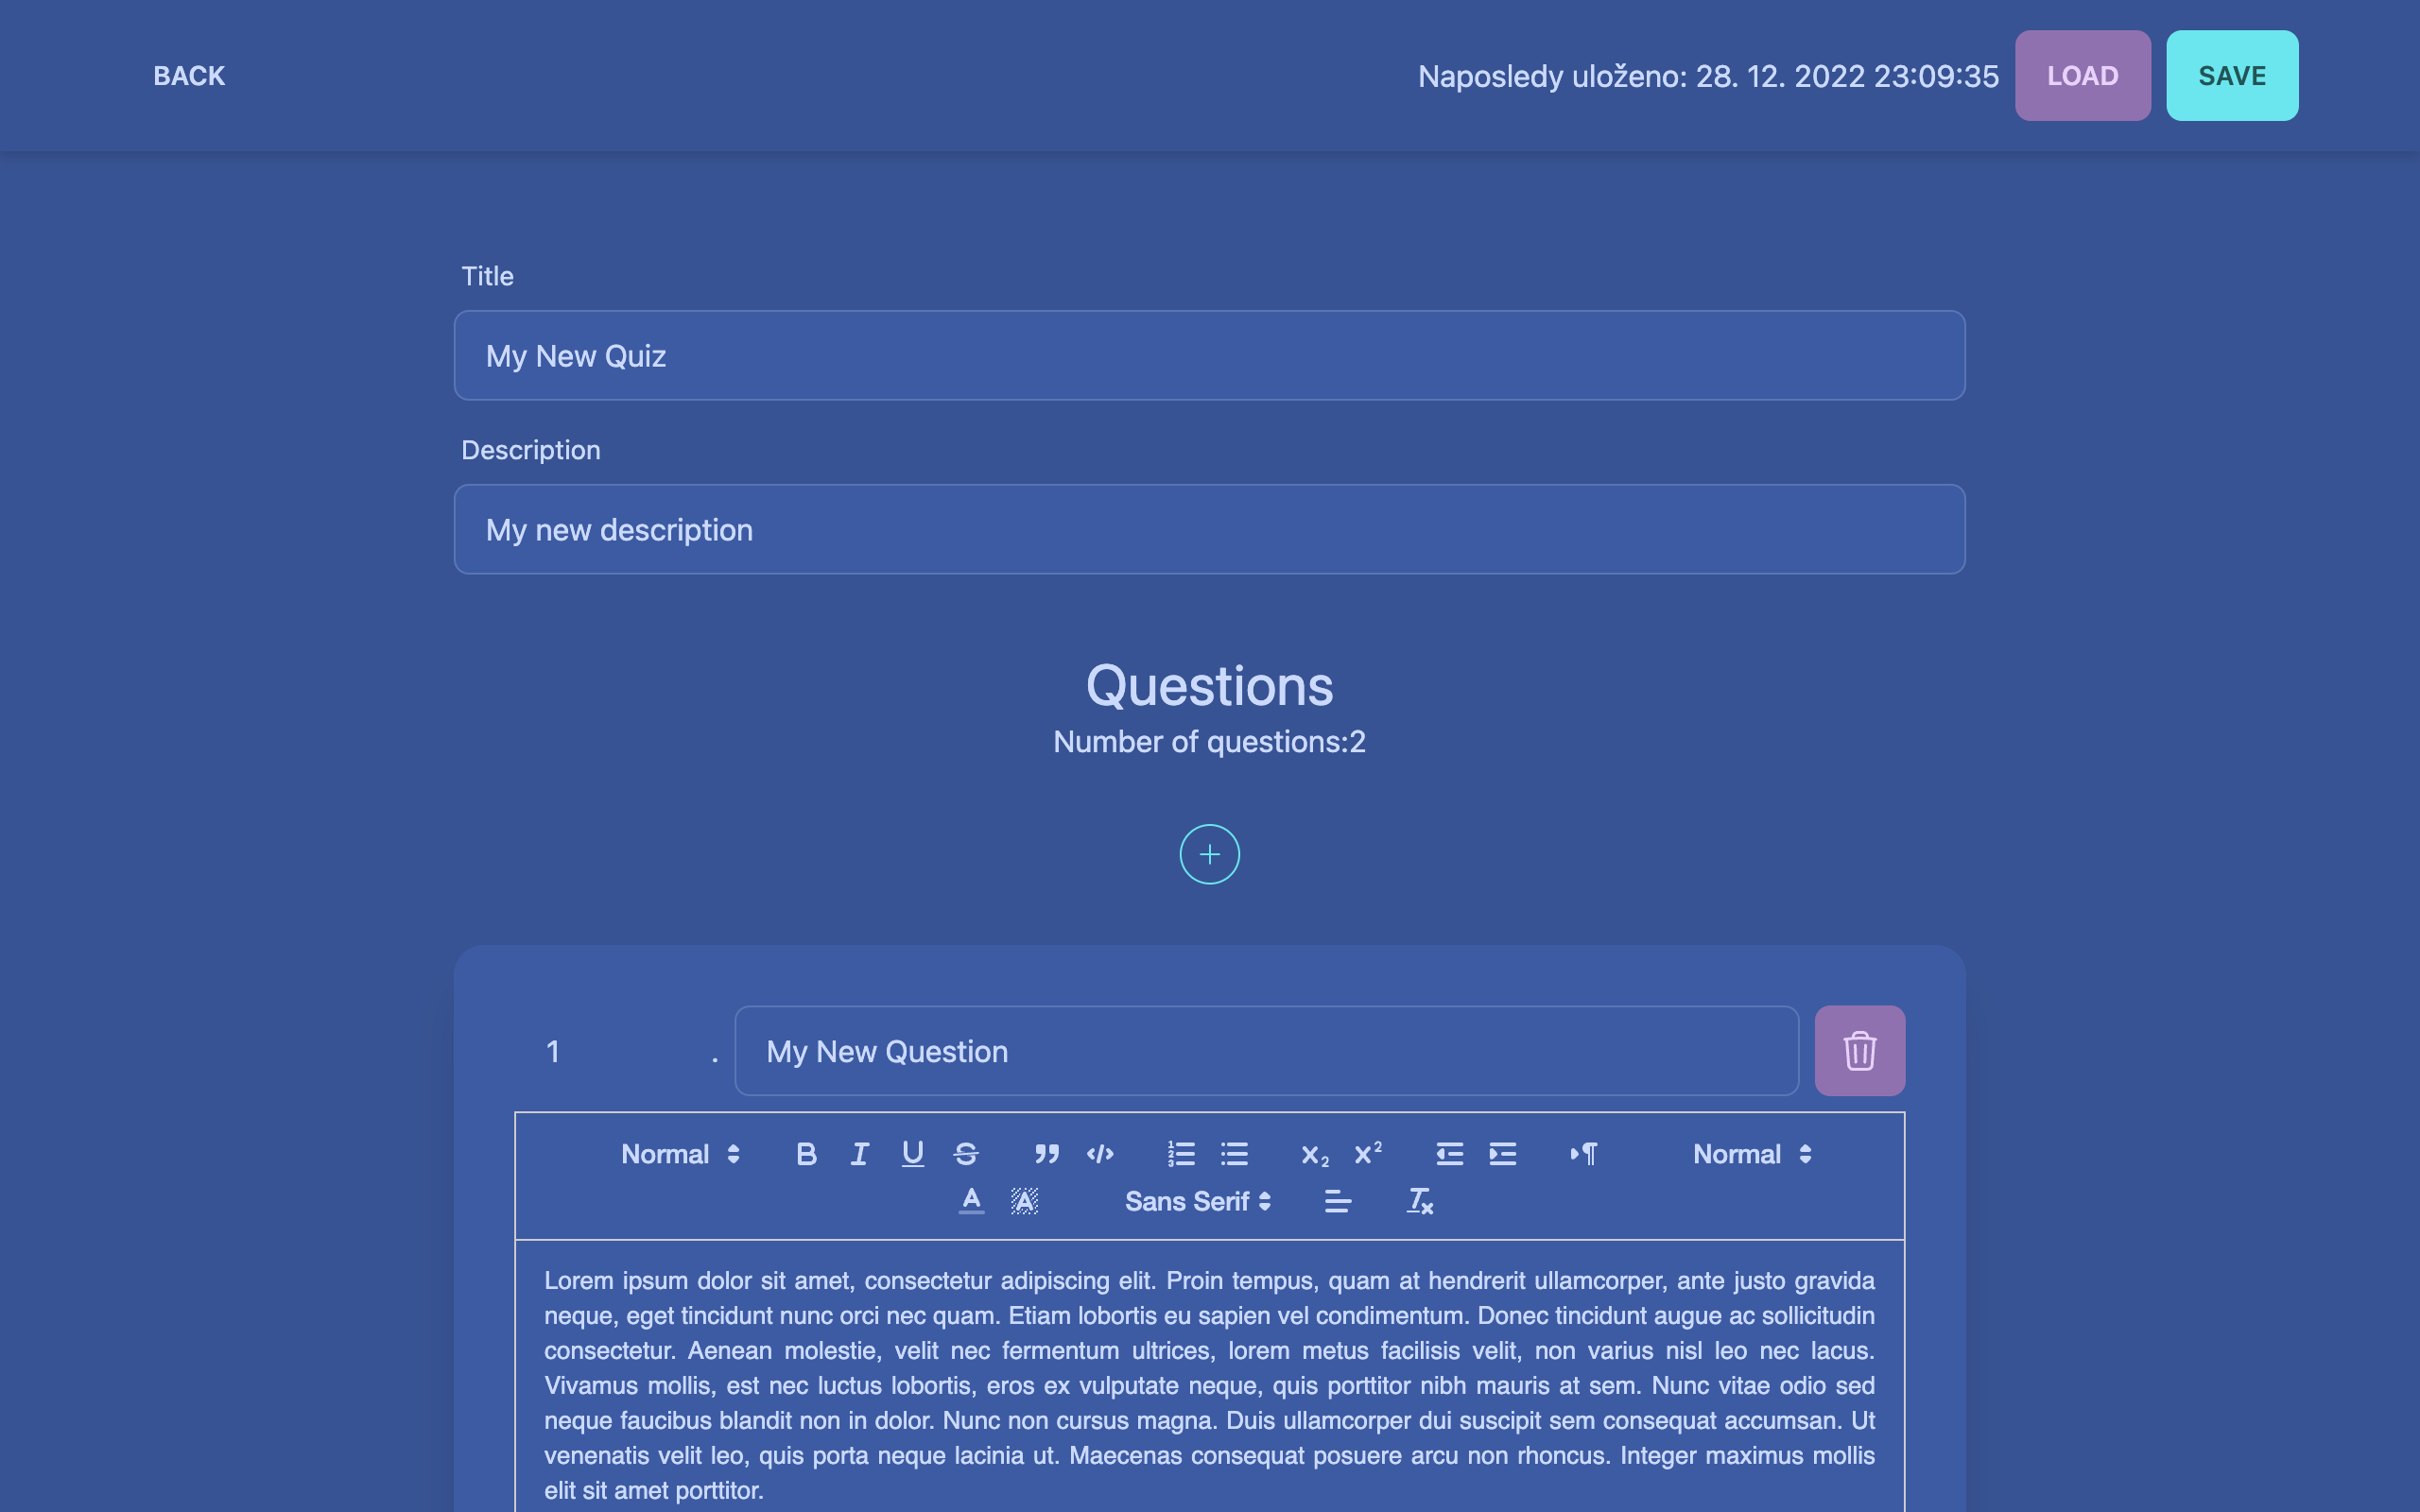 BACK
Naposledy uloženo: 28. 12. 2022 23:09:35
LOAD
SAVE
Title
My New Quiz
Description
My new description
Questions
Number of questions:2
1 .
My New Question
Normal
Normal
Sans Serif
Lorem ipsum dolor sit amet, consectetur adipiscing elit. Proin tempus, quam at hendrerit ullamcorper, ante justo gravida
neque, eget tincidunt nunc orci nec quam. Etiam lobortis eu sapien vel condimentum. Donec tincidunt augue ac sollicitudin
consectetur. Aenean molestie, velit nec fermentum ultrices, lorem metus facilisis velit, non varius nisl leo nec lacus.
Vivamus mollis, est nec luctus lobortis, eros ex vulputate neque, quis porttitor nibh mauris at sem. Nunc vitae odio sed
neque faucibus blandit non in dolor. Nunc non cursus magna. Duis ullamcorper dui suscipit sem consequat accumsan. Ut
venenatis velit leo, quis porta neque lacinia ut. Maecenas consequat posuere arcu non rhoncus. Integer maximus mollis
elit sit amet porttitor.